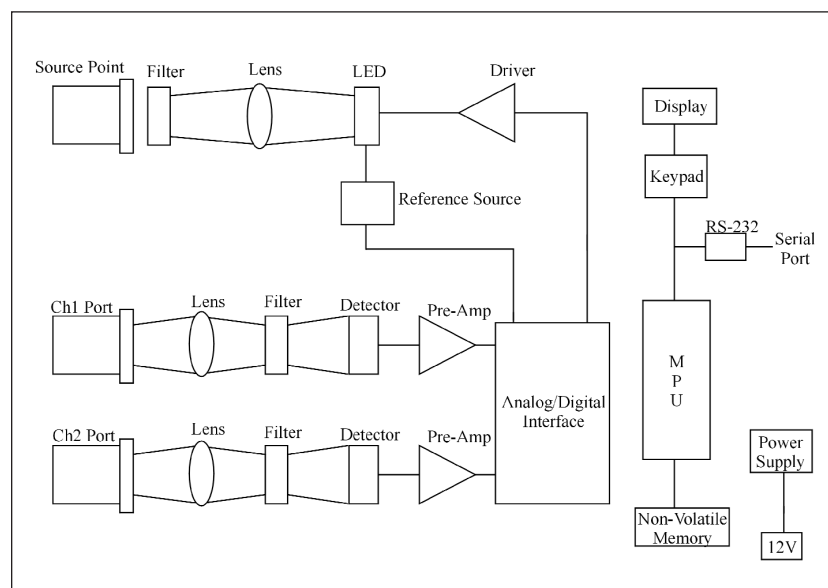 Source Point
Filter
Lens
LED
Driver
Display
Keypad
Reference Source
RS-232
Serial
Port
Ch1 Port
Lens
Filter
Detector
Pre-Amp
Analog/Digital
Interface
M
P
U
Ch2 Port
Lens
Filter
Detector
Pre-Amp
Power
Supply
Non-Volatile
Memory
12V